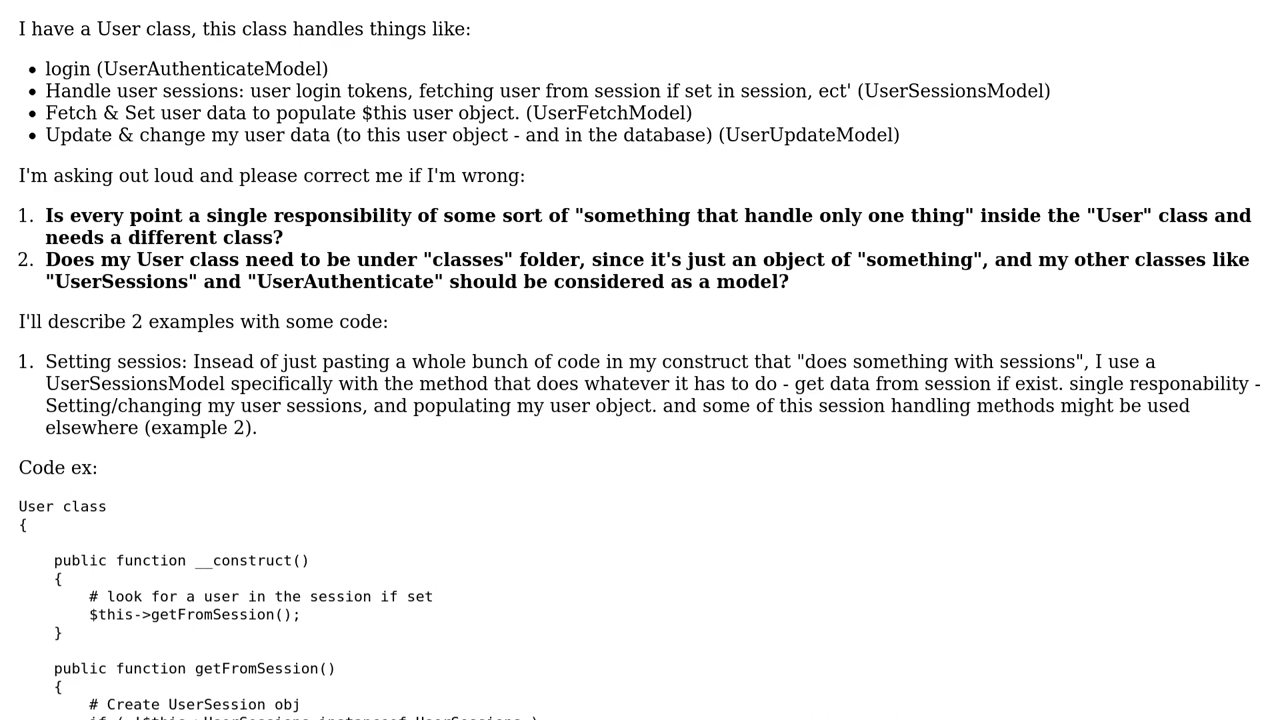 I have a User class, this class handles things like:
login (UserAuthenticateModel)
Handle user sessions: user login tokens, fetching user from session if set in session, ect' (UserSessionsModel)
Fetch & Set user data to populate $this user object. (UserFetchModel)
Update & change my user data (to this user object - and in the database) (UserUpdateModel)
I'm asking out loud and please correct me if I'm wrong:
1. Is every point a single responsibility of some sort of "something that handle only one thing" inside the "User" class and
needs a different class?
2. Does my User class need to be under "classes" folder, since it's just an object of "something", and my other classes like
"UserSessions" and "UserAuthenticate" should be considered as a model?
I'll describe 2 examples with some code:
1. Setting sessios: Insead of just pasting a whole bunch of code in my construct that "does something with sessions", I use a
UserSessionsModel specifically with the method that does whatever it has to do - get data from session if exist. single responability -
Setting/changing my user sessions, and populating my user object. and some of this session handling methods might be used
elsewhere (example 2).
Code ex:
User class
{
public function __construct()
{
# look for a user in the session if set
$this->getFromSession();
}
public function getFromSession()
{
# Create UserSession obj